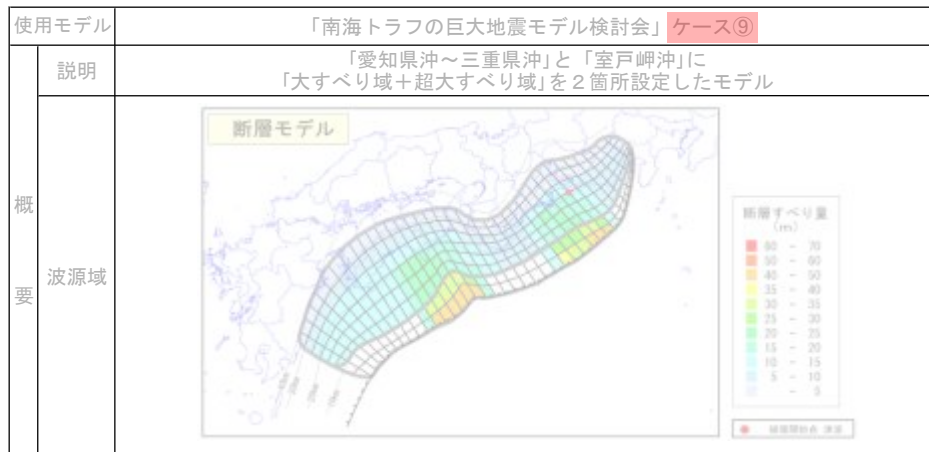 使用モデル
「南海トラフの巨大地震モデル検討会」ケース⑨
概要
説明
「愛知県沖~三重県沖」と「室戸岬沖」に
「大すべり域+超大すべり域」を2箇所設定したモデル
波源域
断層モデル
断層すべり量
(m)
60 - 70
50 - 60
40 - 50
35 - 40
30 - 35
25 - 30
20 - 25
15 - 20
10 - 15
5 - 10
- 5